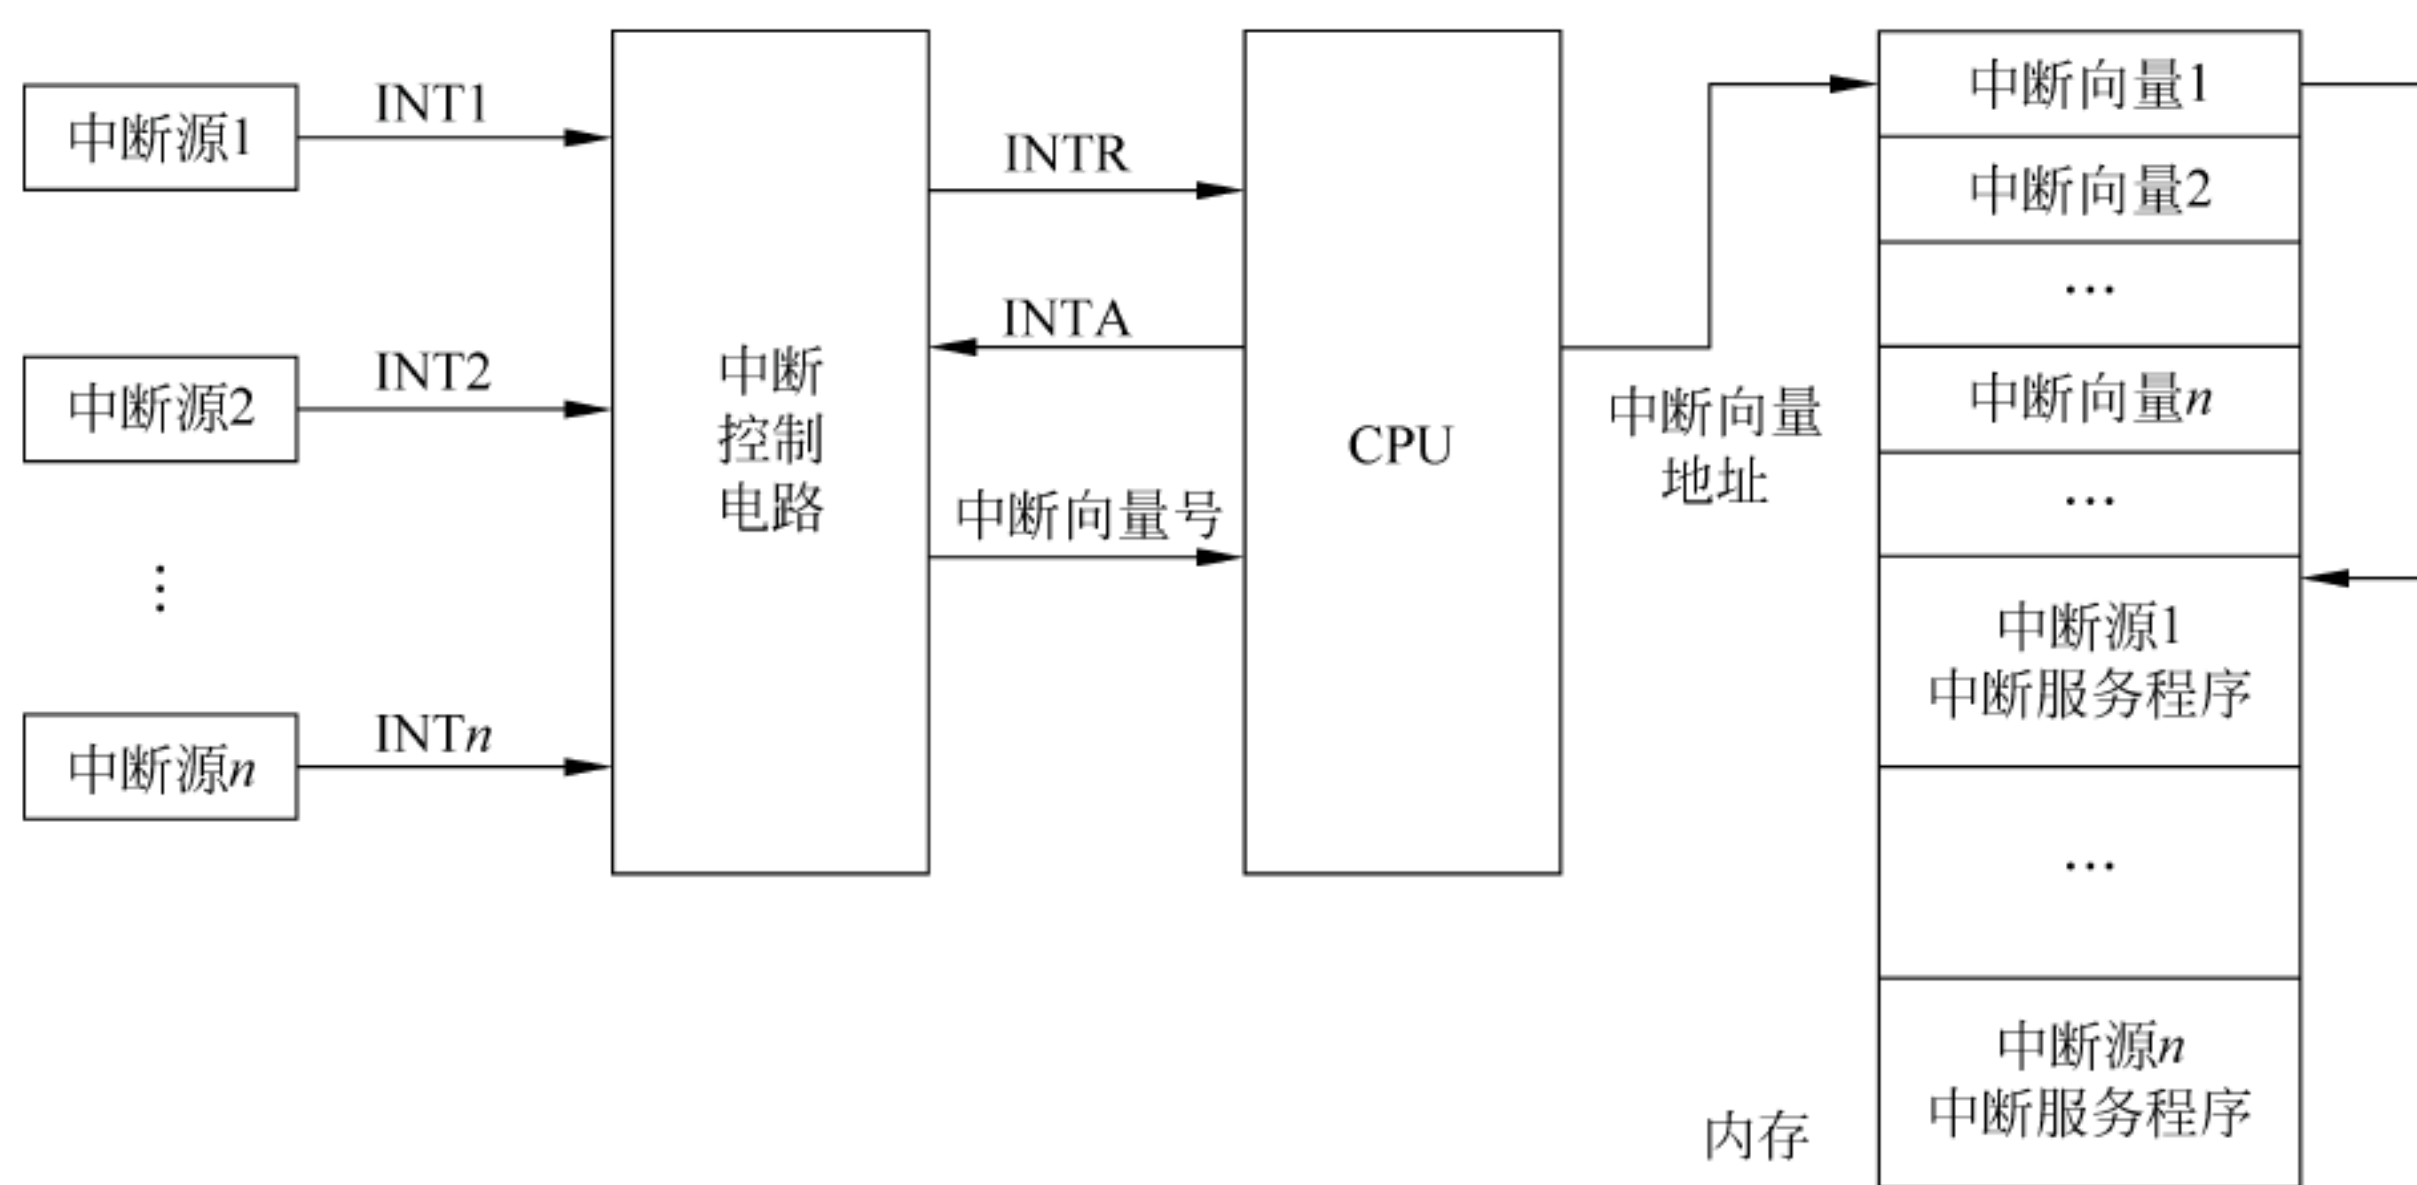 中断源1
INT1
中断源2
INT2
⋮
中断源n
INTn
中断
控制
电路
INTR
INTA
中断向量号
CPU
中断向量
地址
中断向量1
中断向量2
…
中断向量n
…
中断源1
中断服务程序
…
中断源n
中断服务程序
内存